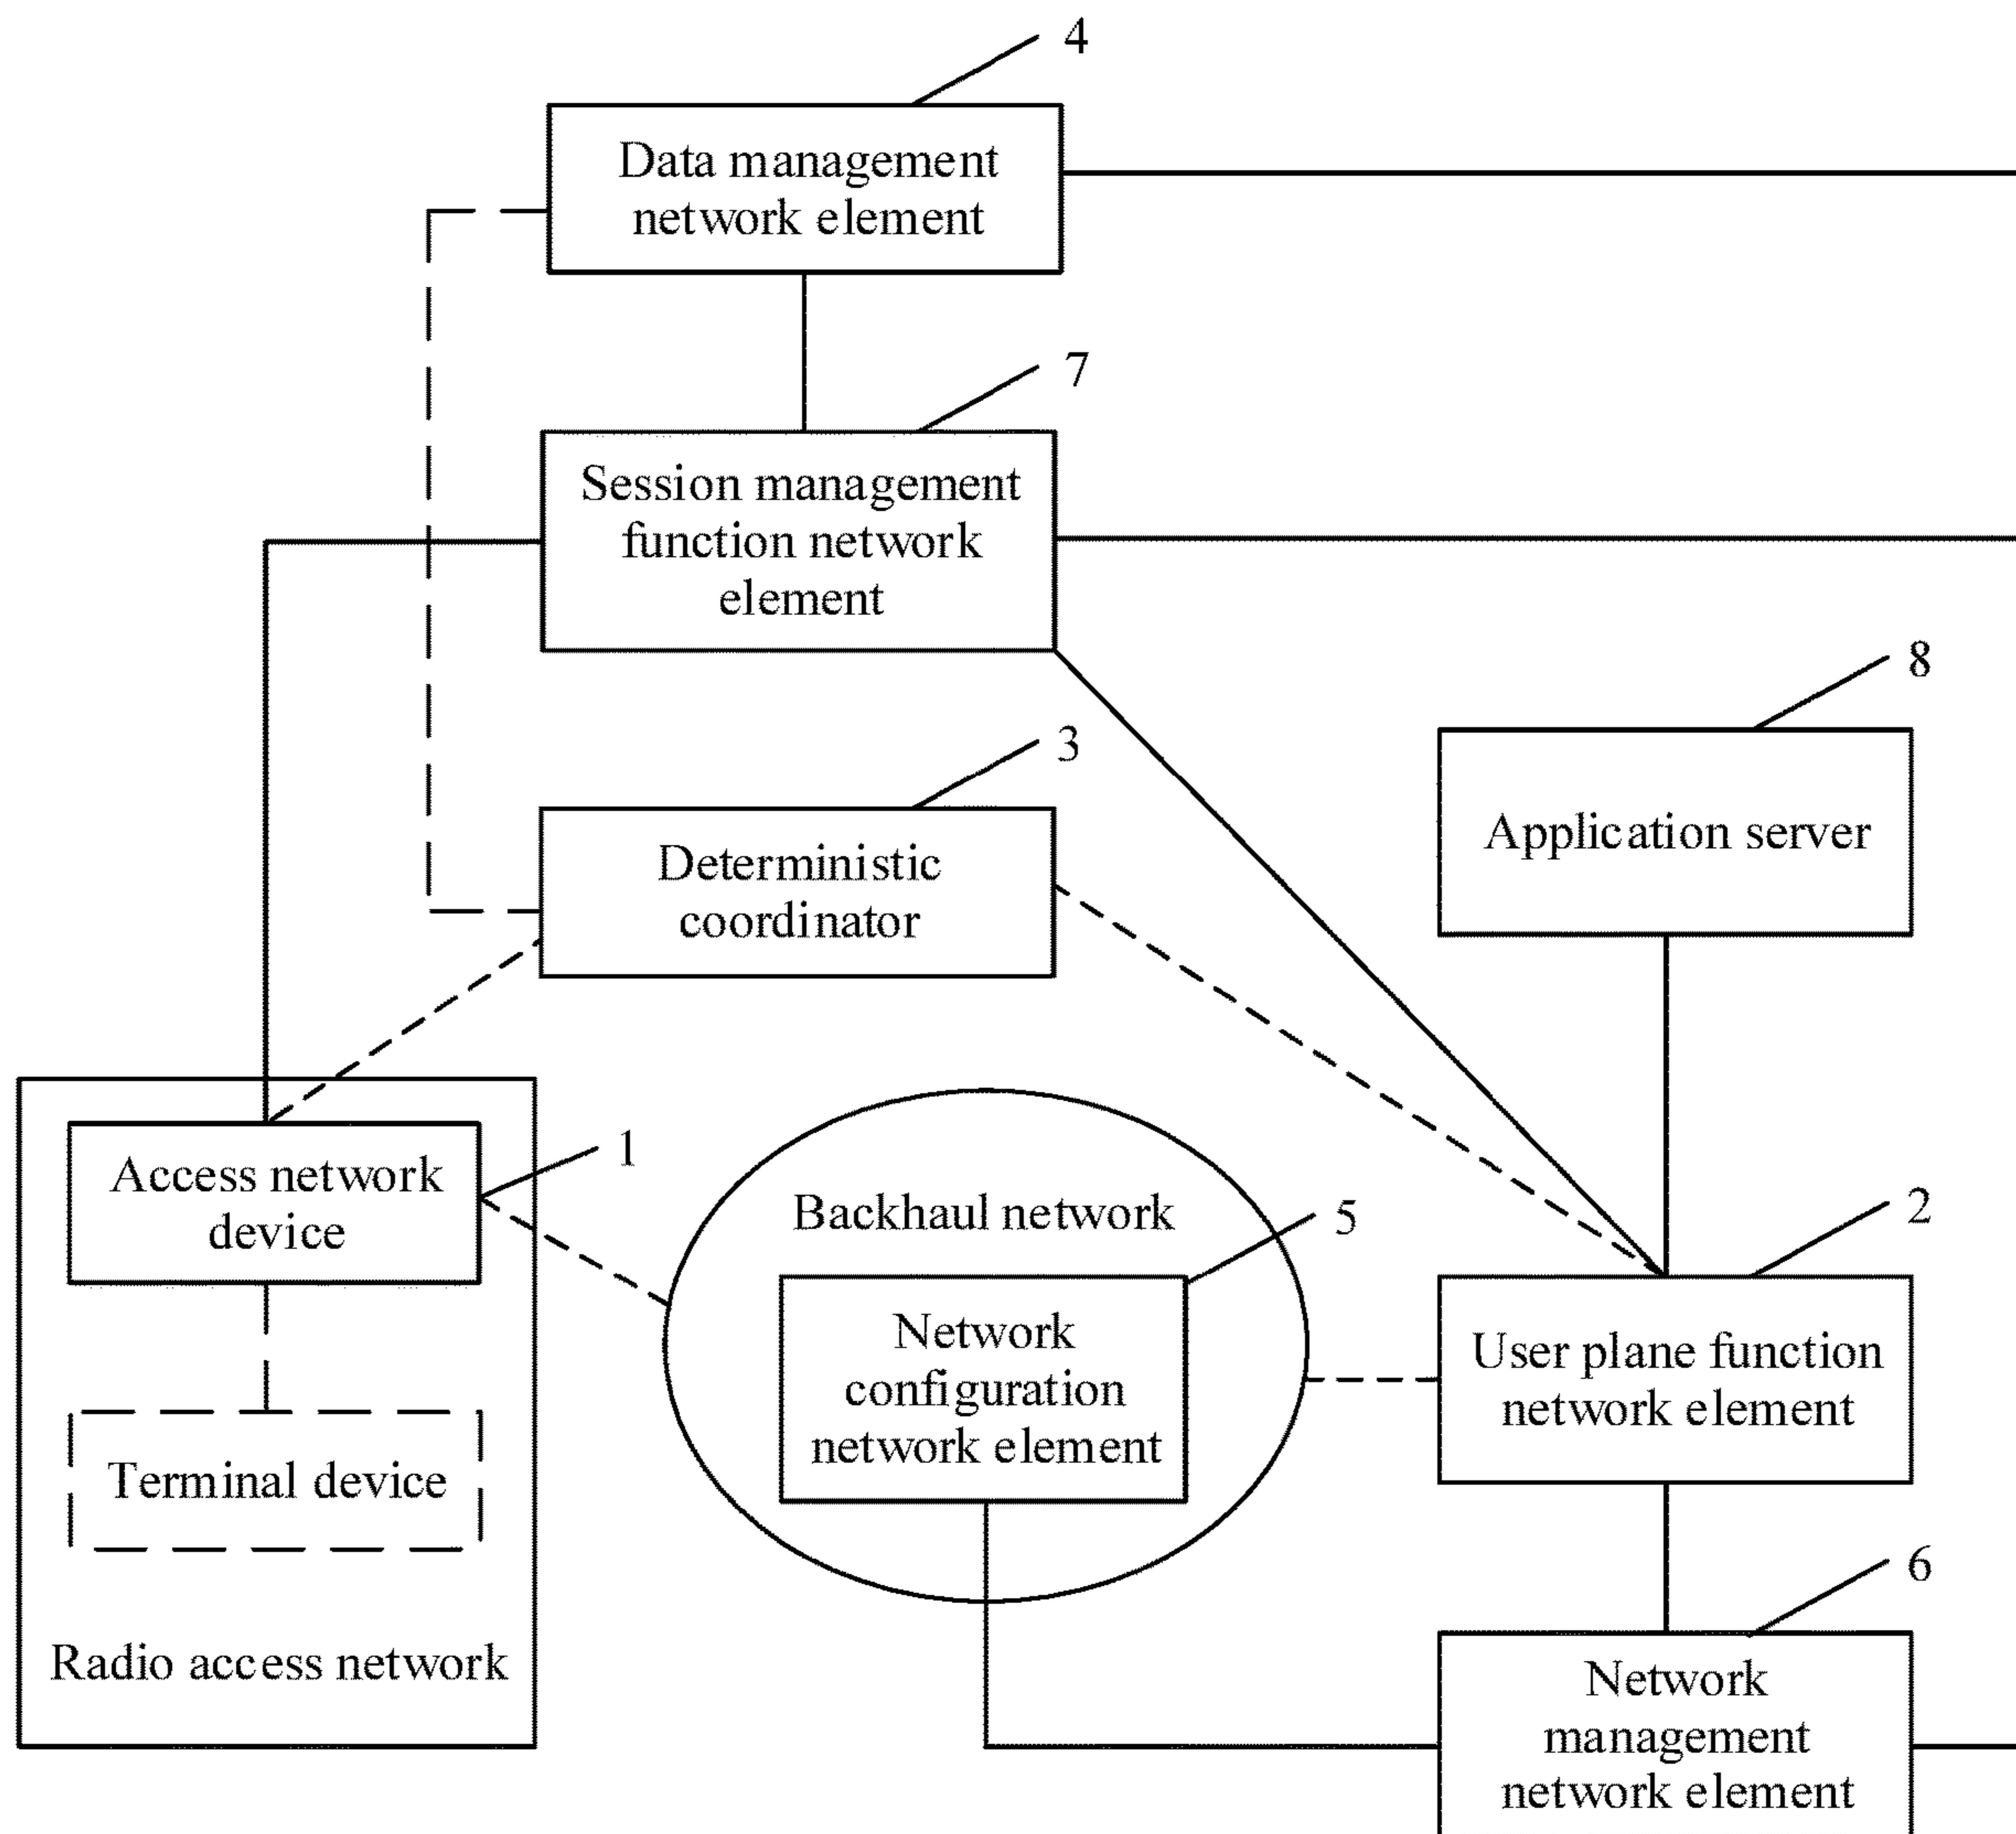 4
Data management
network element
7
Session management
function network
element
8
Application server
3
Deterministic
coordinator
1
Access network
device
Terminal device
Radio access network
Backhaul network
5
Network
configuration
network element
2
User plane function
network element
6
Network
management
network element